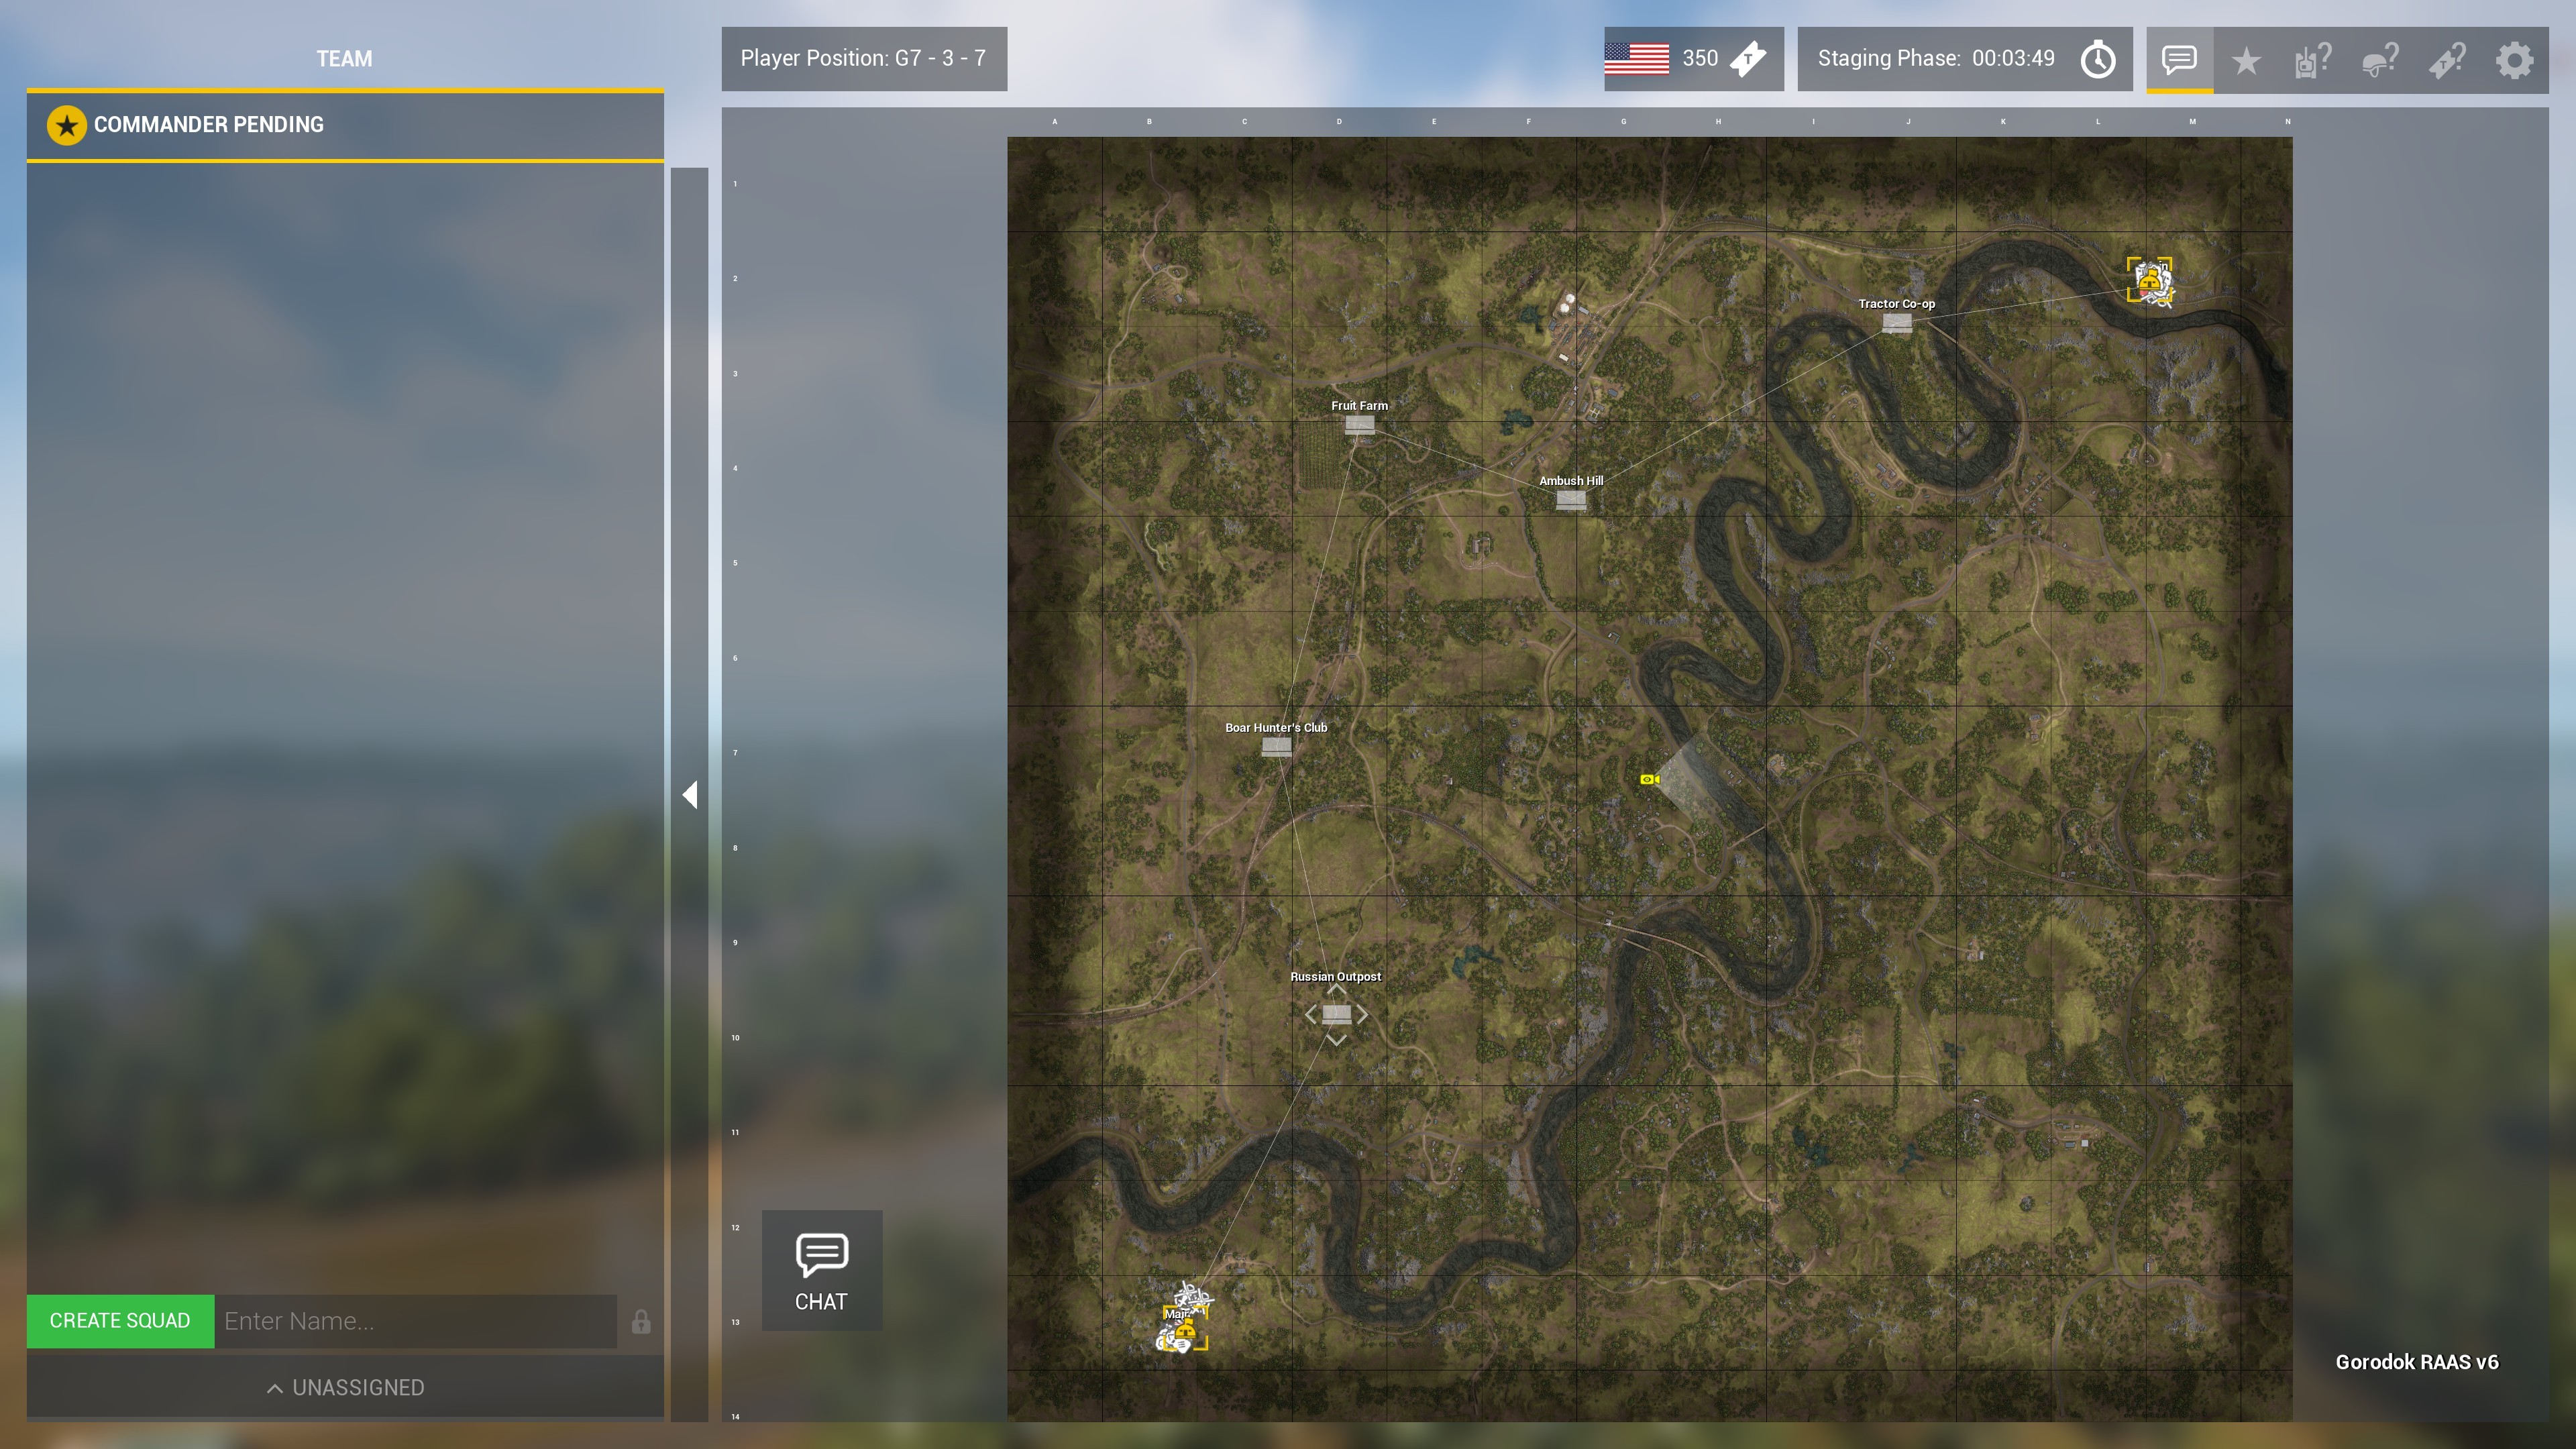 TEAM
Player Position: G7 - 3 - 7
350
T
Staging Phase: 00:03:49
?
?
T?
COMMANDER PENDING
A B C D E F G H I J K L M N
1
2
Tractor Co-op
3
Fruit Farm
4
Ambush Hill
5
6
Boar Hunter's Club
7
8
9
Russian Outpost
10
11
12
CHAT
Main
13
CREATE SQUAD
Enter Name...
Gorodok RAAS v6
UNASSIGNED
14